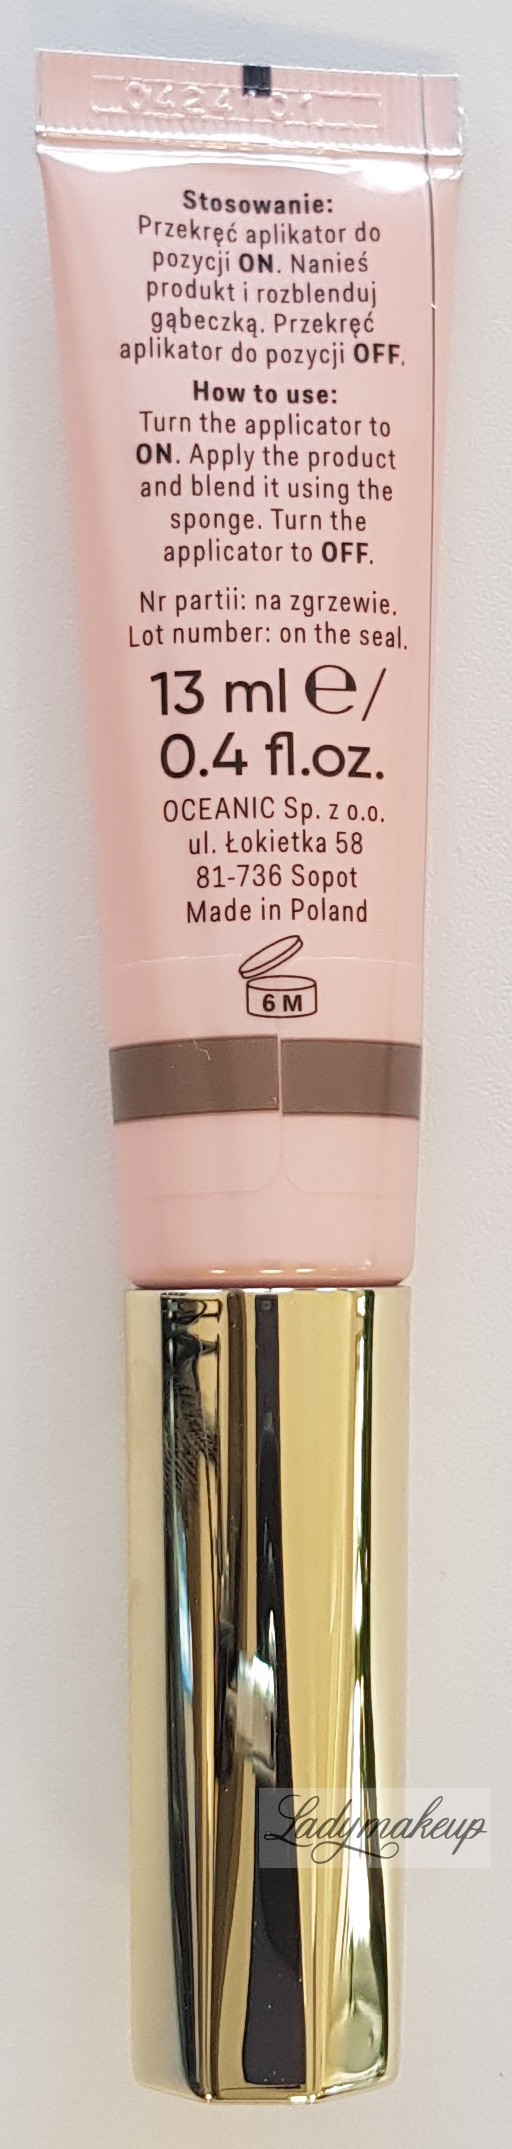 0424 01
Stosowanie:
Przekręć aplikator do
pozycji ON. Nanieś
produkt i rozblenduj
gąbeczką. Przekręć
aplikator do pozycji OFF.
How to use:
Turn the applicator to
ON. Apply the product
and blend it using the
sponge. Turn the
applicator to OFF.
Nr partii: na zgrzewie.
Lot number: on the seal.
13 ml e/
0.4 fl.oz.
OCEANIC Sp. z o.o.
ul. Łokietka 58
81-736 Sopot
Made in Poland
6 M
Ladymakeup